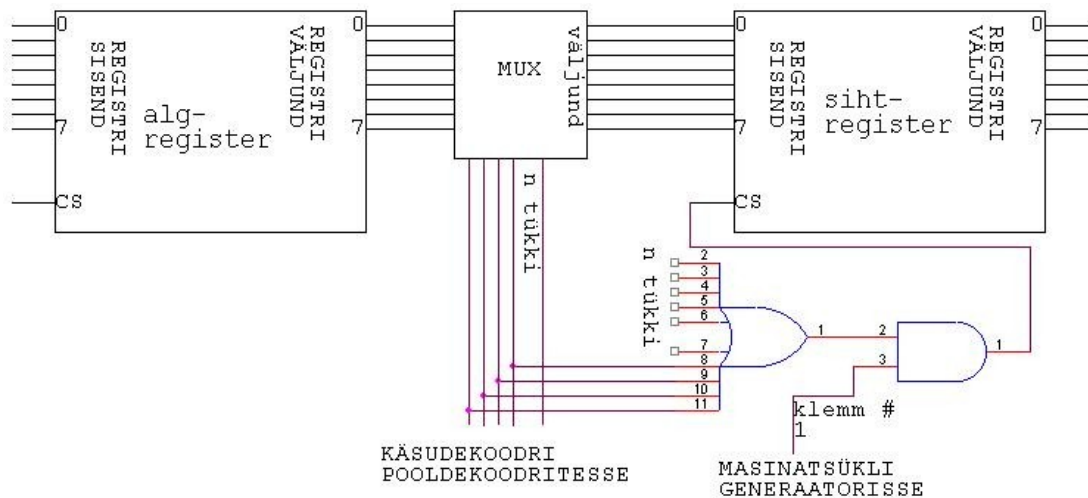 0
REGISTRI
SISEND
7
CS
alg-
register
0
REGISTRI
VÄLJUND
7
MUX
väljund
n tükki
0
REGISTRI
SISEND
7
CS
siht-
register
0
REGISTRI
VÄLJUND
7
n tükki
2
3
4
5
6
7
8
9
10
11
1
2
3
1
klemm #
1
KÄSUDEKOODRI
POOLDEKOODRITESSE
MASINATSÜKLI
GENERAATORISSE